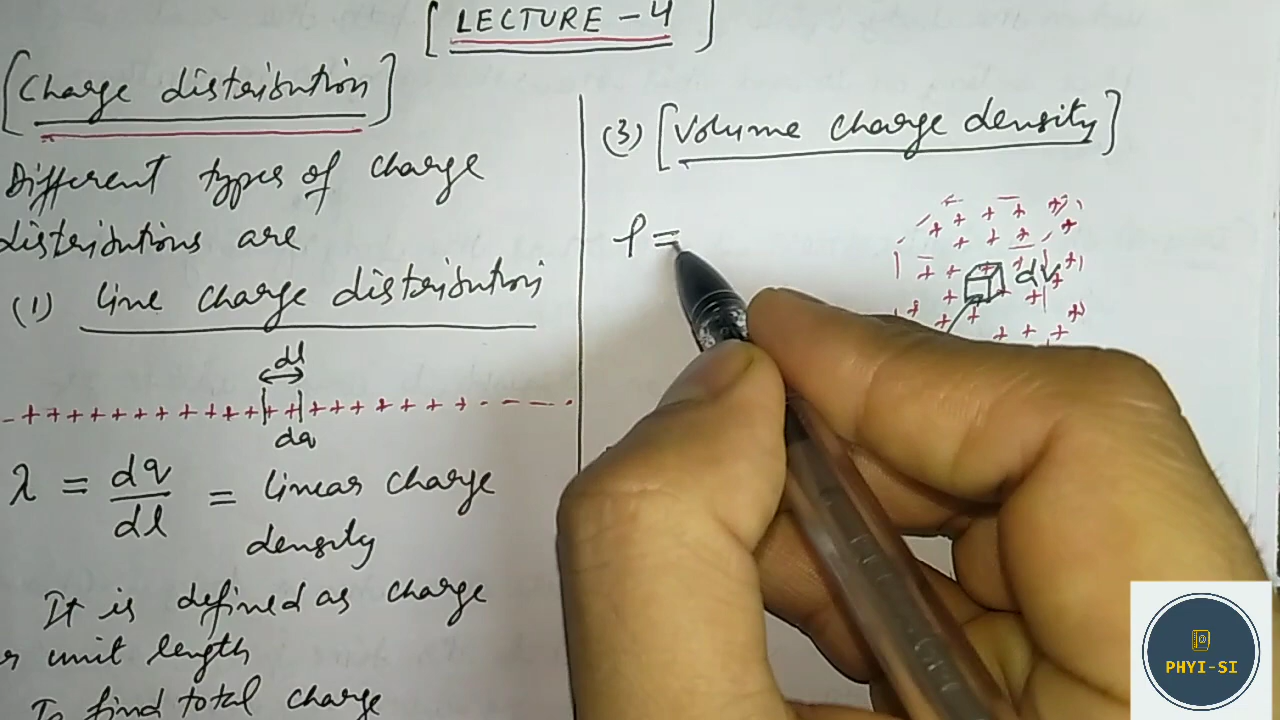 [LECTURE - 4]
[Charge distribution]
Different types of charge
distributions are
(1) line charge distribution
dl
- + + + + + + + + + + + + + + + + + + + - - - - -
dq
λ = dq/dl = linear charge
density
It is defined as charge
unit length
To find total charge
(3) [Volume charge density]
ρ =
dv
PHYI-SI